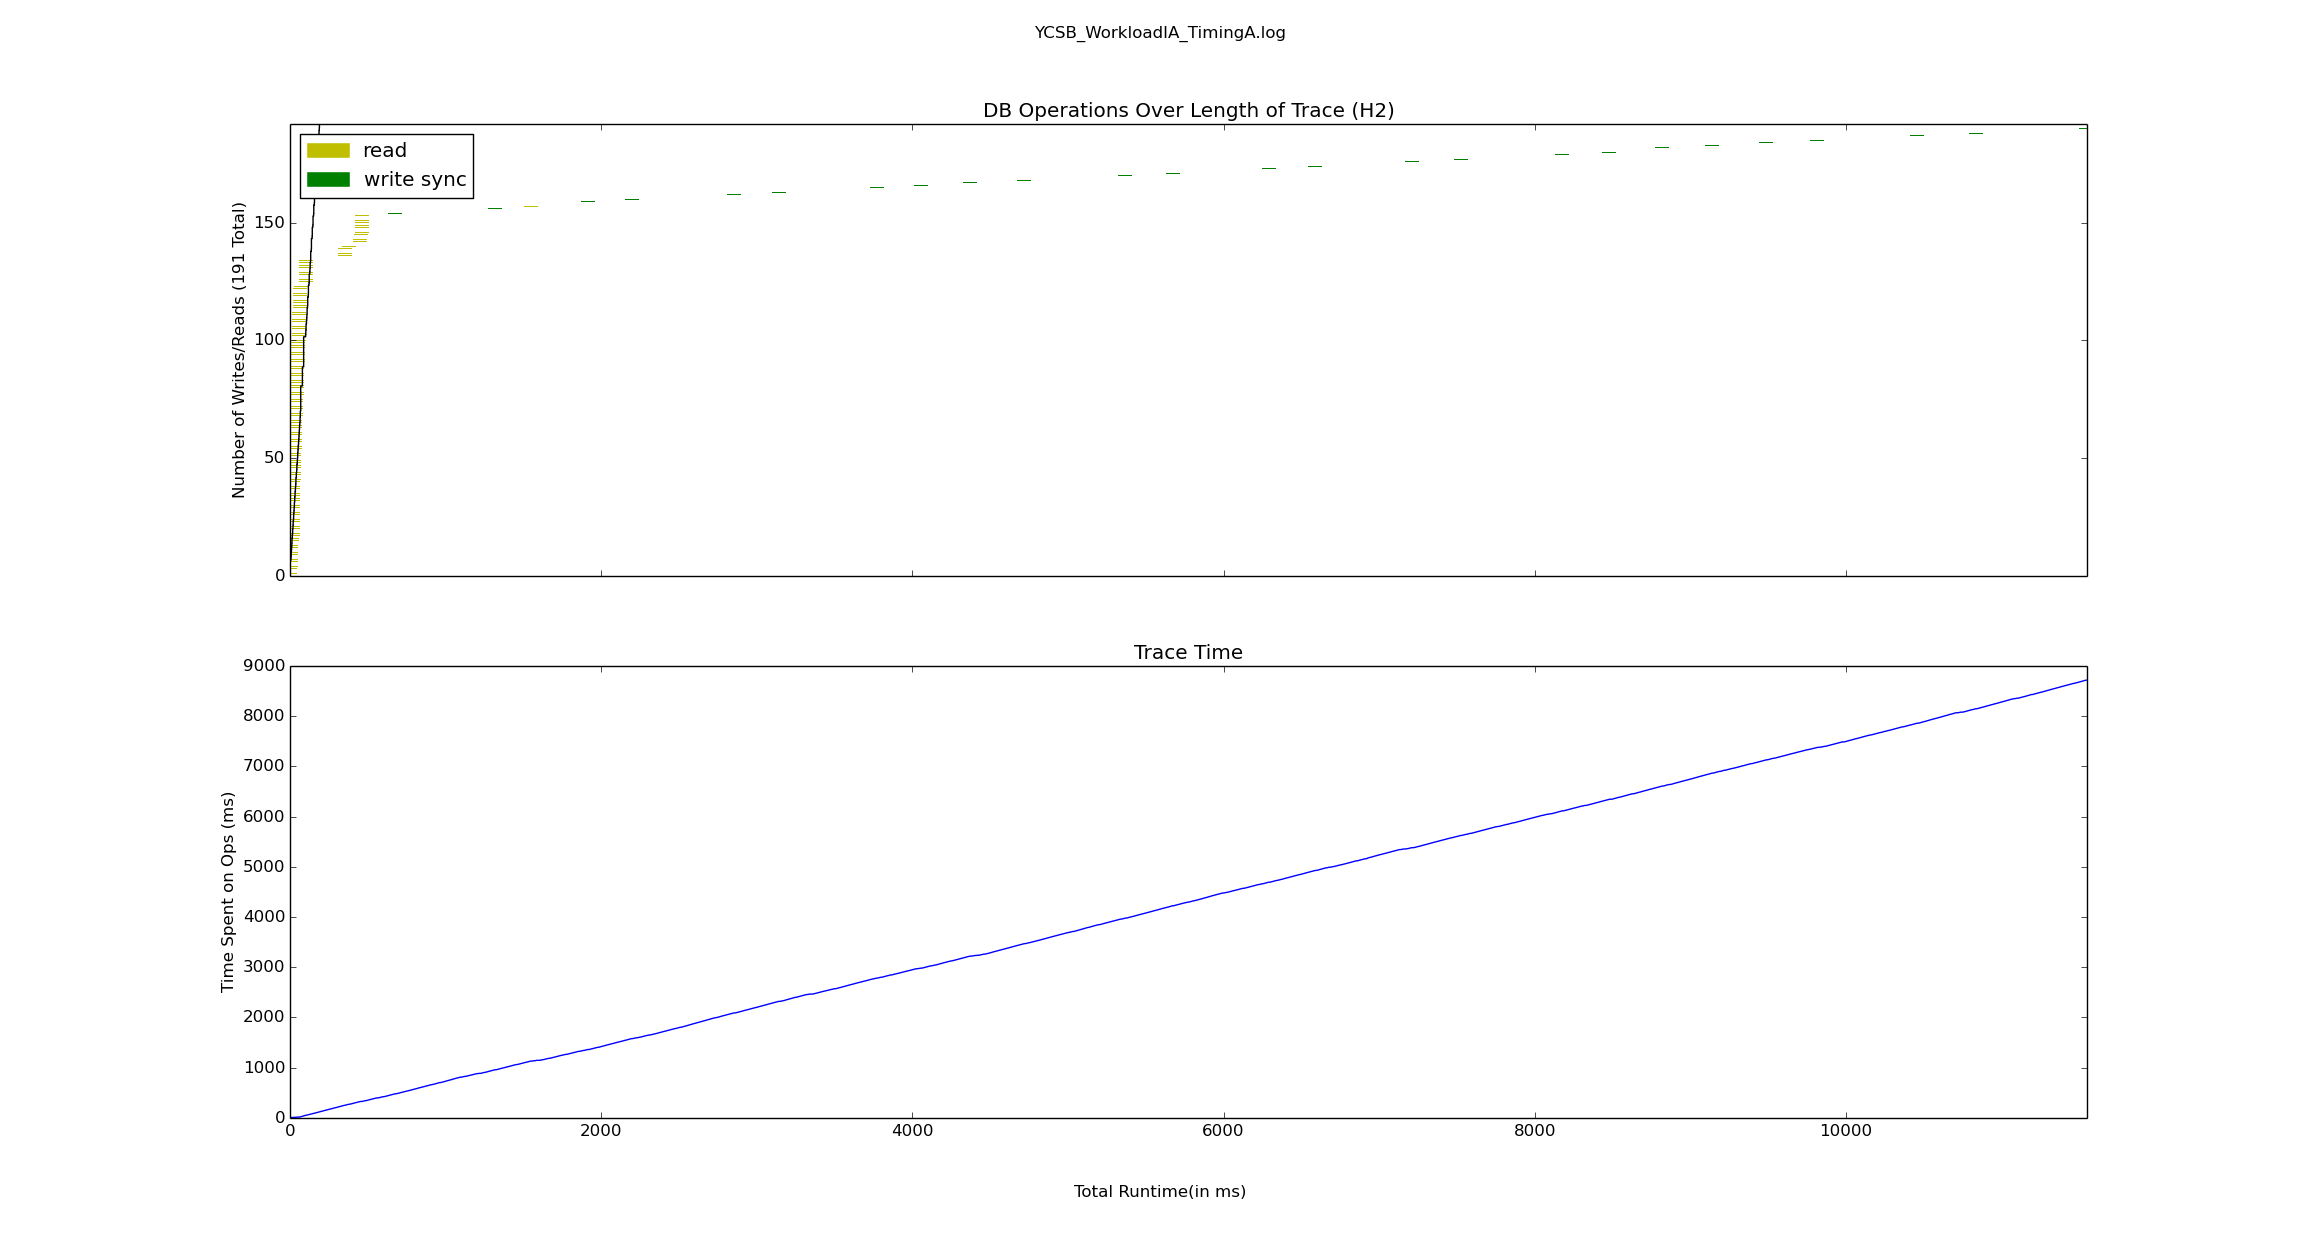 YCSB_WorkloadIA_TimingA.log
DB Operations Over Length of Trace (H2)
read
write sync
Number of Writes/Reads (191 Total)
150
100
50
0
Trace Time
Time Spent on Ops (ms)
9000
8000
7000
6000
5000
4000
3000
2000
1000
0
0 2000 4000 6000 8000 10000
Total Runtime(in ms)